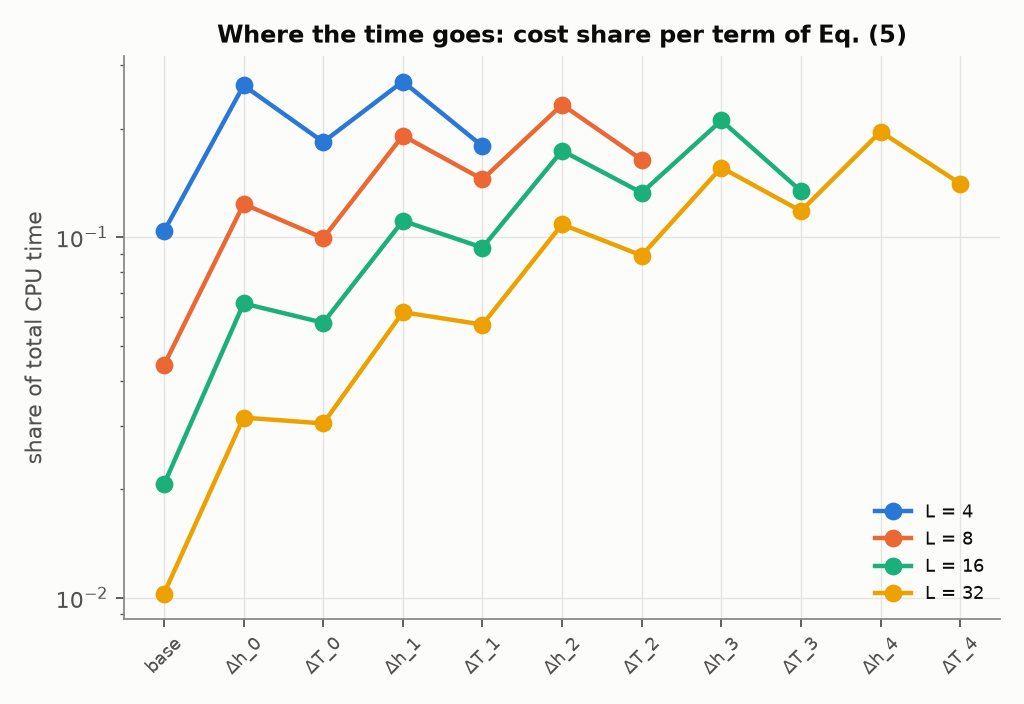 Where the time goes: cost share per term of Eq. (5)
share of total CPU time
10⁻¹
10⁻²
base
Δh_0
ΔT_0
Δh_1
ΔT_1
Δh_2
ΔT_2
Δh_3
ΔT_3
Δh_4
ΔT_4
L = 4
L = 8
L = 16
L = 32